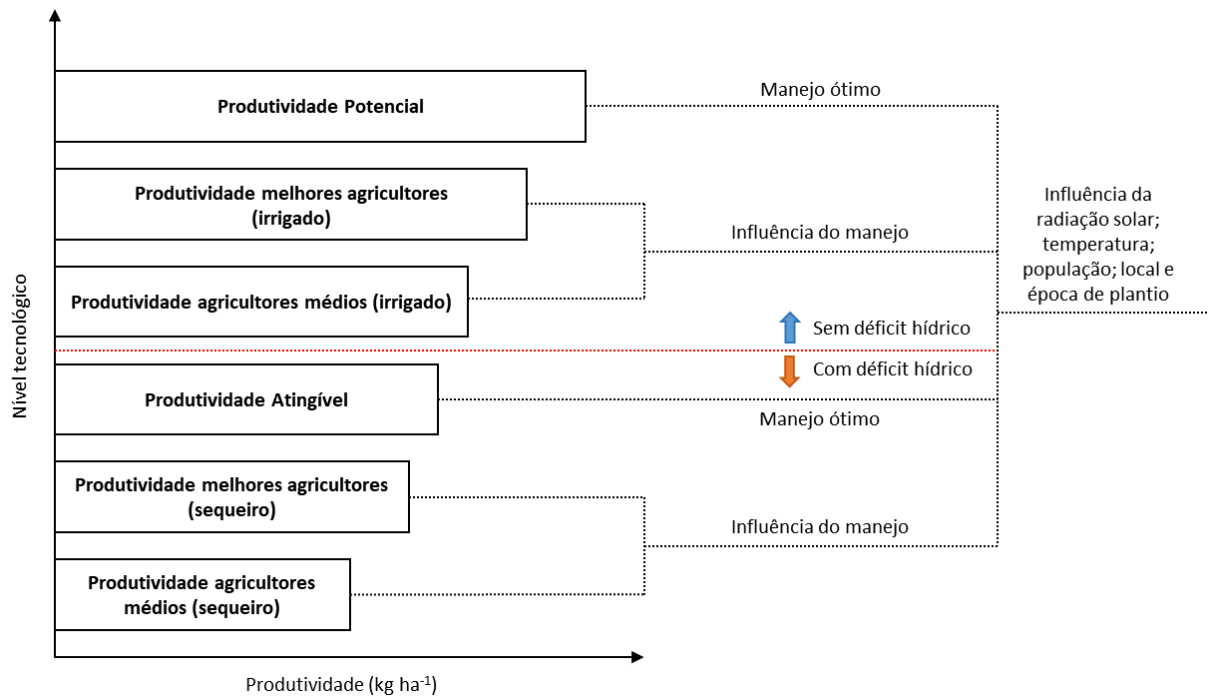 Produtividade Potencial
Manejo ótimo
Produtividade melhores agricultores
(irrigado)
Influência do manejo
Influência da
radiação solar;
temperatura;
população; local e
época de plantio
Produtividade agricultores médios (irrigado)
Sem déficit hídrico
Com déficit hídrico
Produtividade Atingível
Manejo ótimo
Produtividade melhores agricultores
(sequeiro)
Influência do manejo
Produtividade agricultores
médios (sequeiro)
Nível tecnológico
Produtividade (kg ha⁻¹)